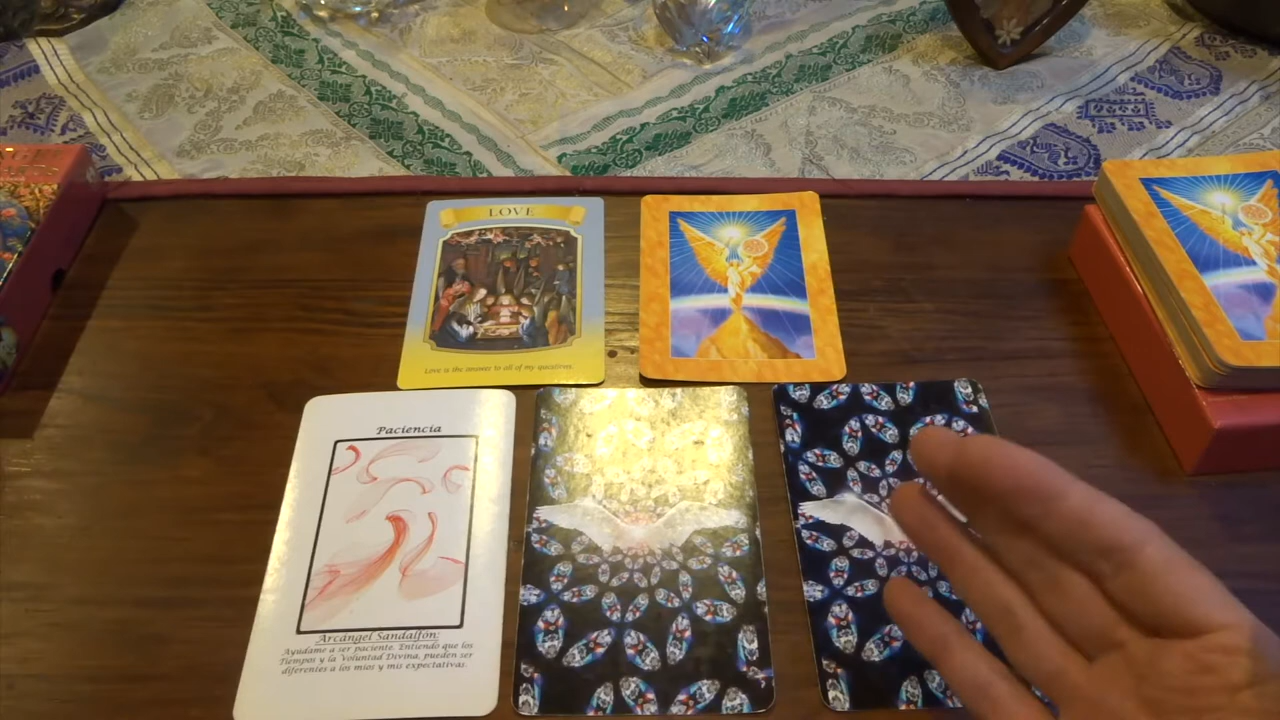 LOVE
Love is the answer to all of my questions.
Paciencia
Arcángel Sandalfón:
Ayúdame a ser paciente. Entiendo que los
Tiempos y la Voluntad Divina, pueden ser
diferentes a los míos y mis expectativas.